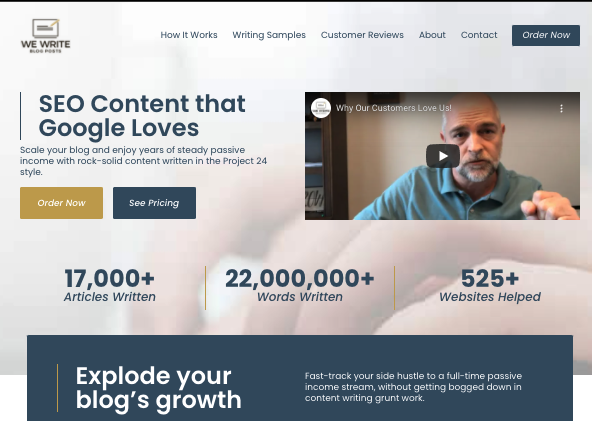 WE WRITE
BLOG POSTS
How It Works
Writing Samples
Customer Reviews
About
Contact
Order Now
SEO Content that
Google Loves
Scale your blog and enjoy years of steady passive
income with rock-solid content written in the Project 24
style.
Order Now
See Pricing
Why Our Customers Love Us!
17,000+
Articles Written
22,000,000+
Words Written
525+
Websites Helped
Explode your
blog's growth
Fast-track your side hustle to a full-time passive
income stream, without getting bogged down in
content writing grunt work.